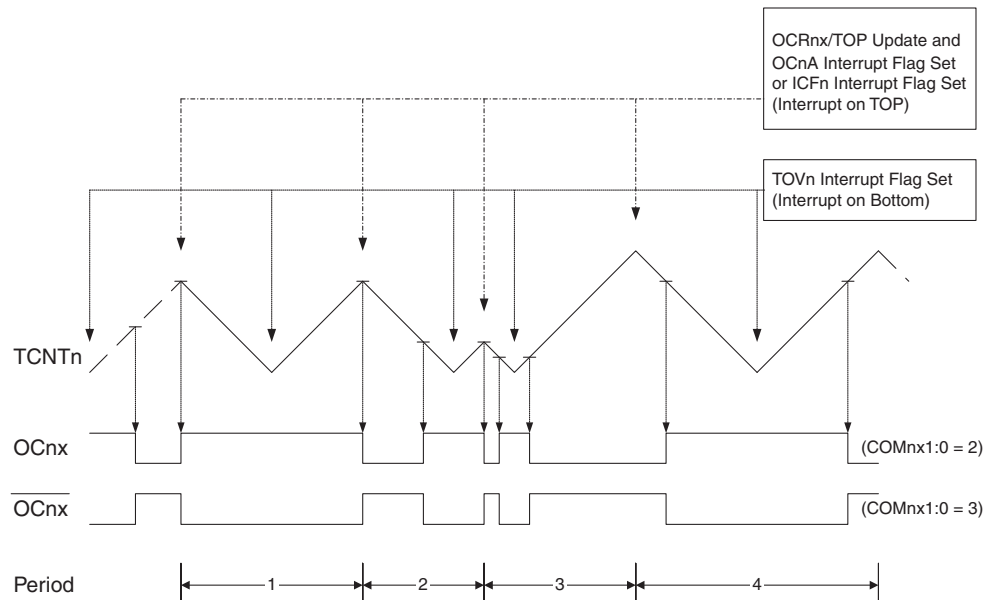 OCRnx/TOP Update and
OCnA Interrupt Flag Set
or ICFn Interrupt Flag Set
(Interrupt on TOP)
TOVn Interrupt Flag Set
(Interrupt on Bottom)
TCNTn
OCnx
(COMnx1:0 = 2)
OCnx
(COMnx1:0 = 3)
Period
1
2
3
4